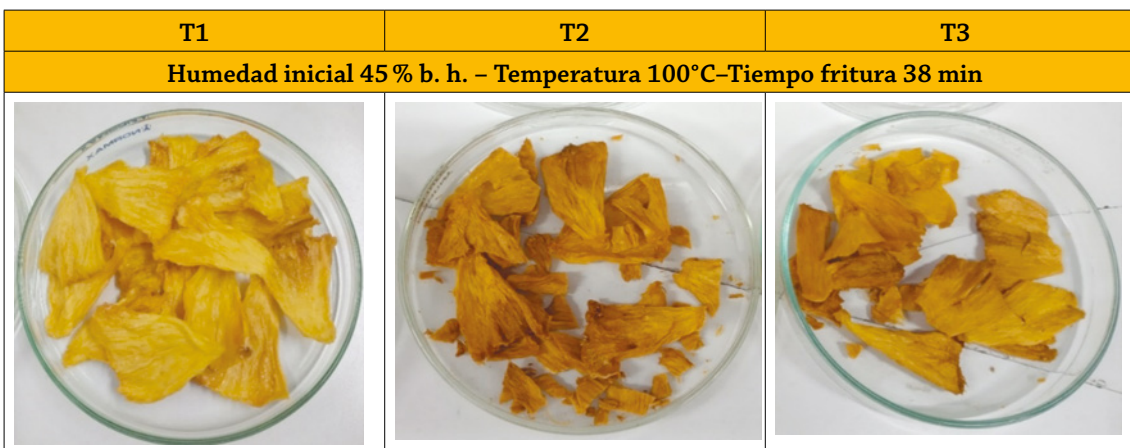 T1
T2
T3
Humedad inicial 45 % b. h. – Temperatura 100°C–Tiempo fritura 38 min